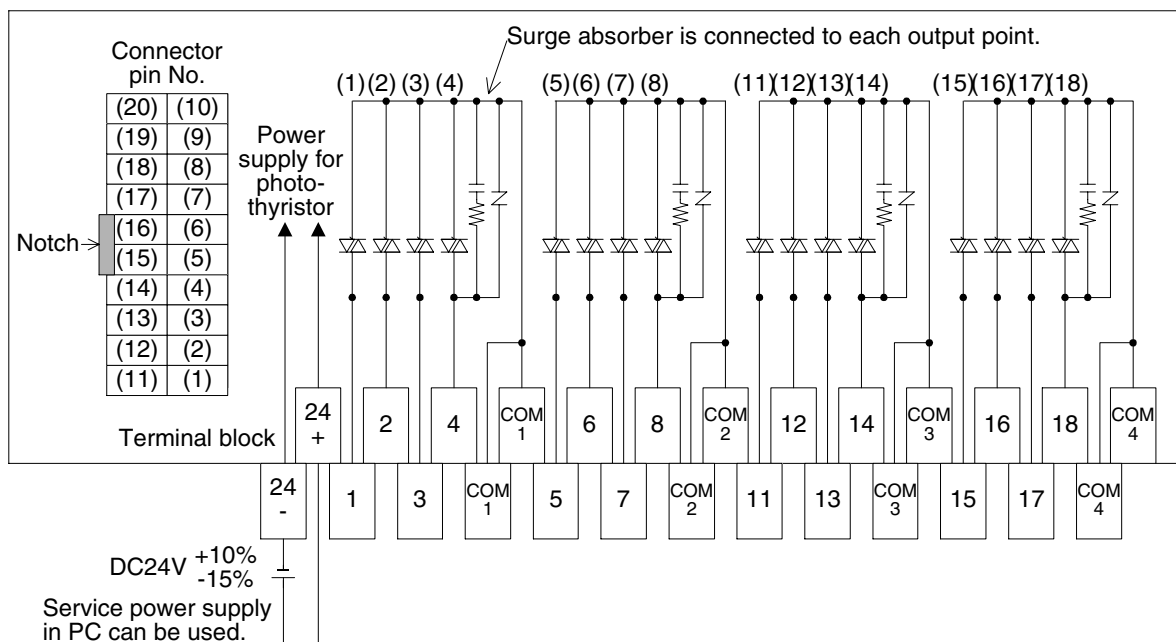 Surge absorber is connected to each output point.
Connector
pin No.
(20) (10)
(19) (9)
(18) (8)
(17) (7)
(16) (6)
(15) (5)
(14) (4)
(13) (3)
(12) (2)
(11) (1)
Notch
Power
supply for
photo-
thyristor
(1) (2) (3) (4) (5) (6) (7) (8) (11) (12) (13) (14) (15) (16) (17) (18)
Terminal block
24
+
2 4 COM
1
6 8 COM
2
12 14 COM
3
16 18 COM
4
24
-
1 3 COM
1
5 7 COM
2
11 13 COM
3
15 17 COM
4
DC24V +10%
-15%
Service power supply
in PC can be used.